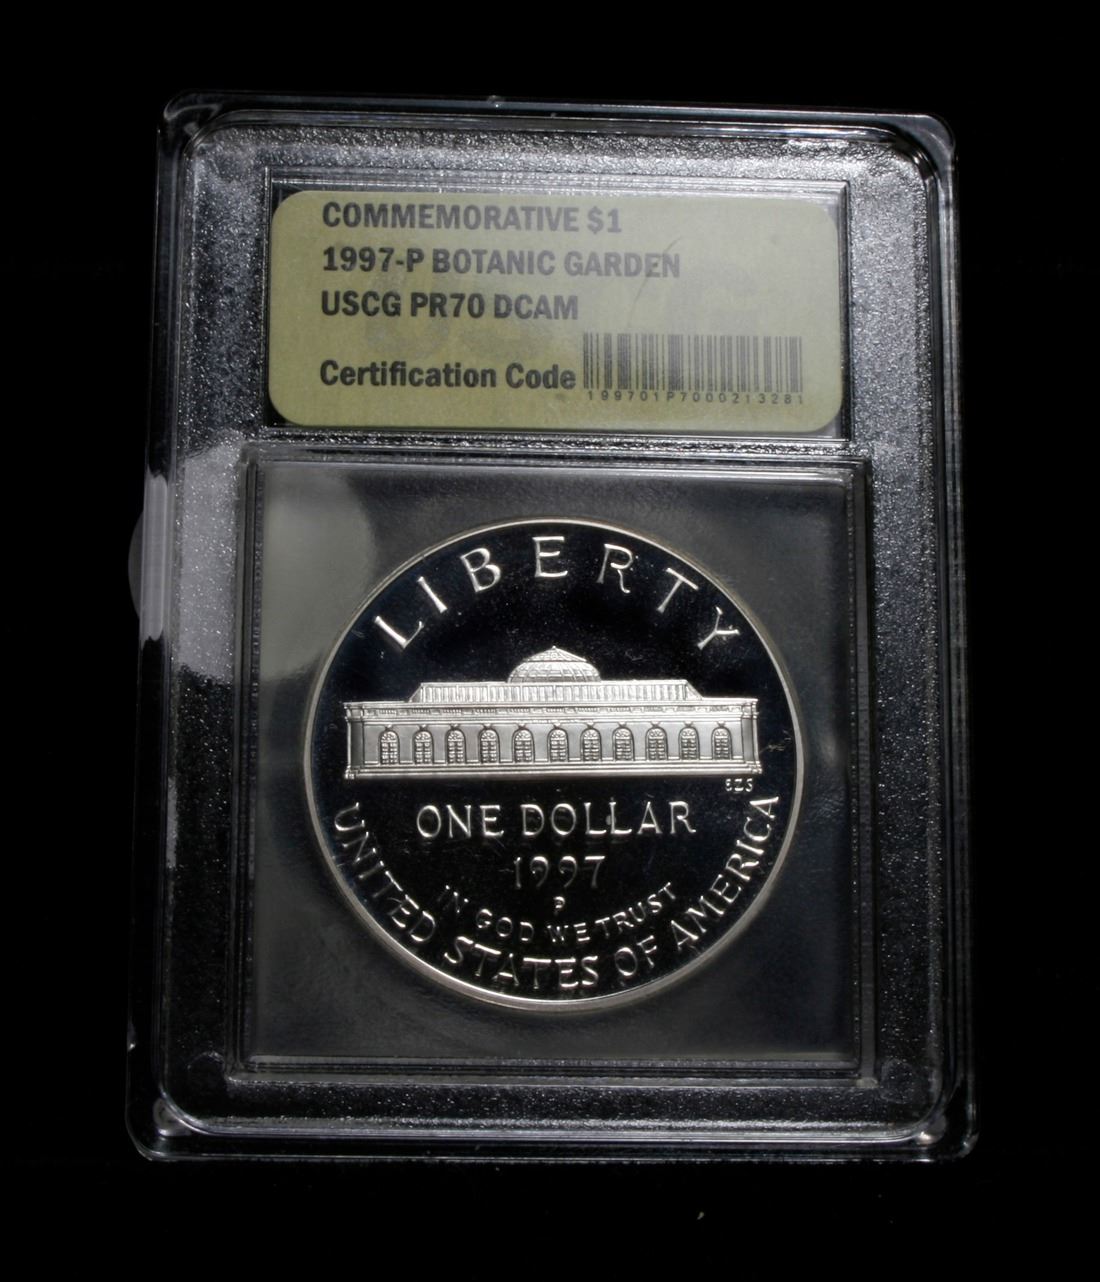 COMMEMORATIVE $1
1997-P BOTANIC GARDEN
USCG PR70 DCAM
Certification Code
199701P7000213281
LIBERTY
ONE DOLLAR
1997
P
IN GOD WE TRUST
UNITED STATES OF AMERICA